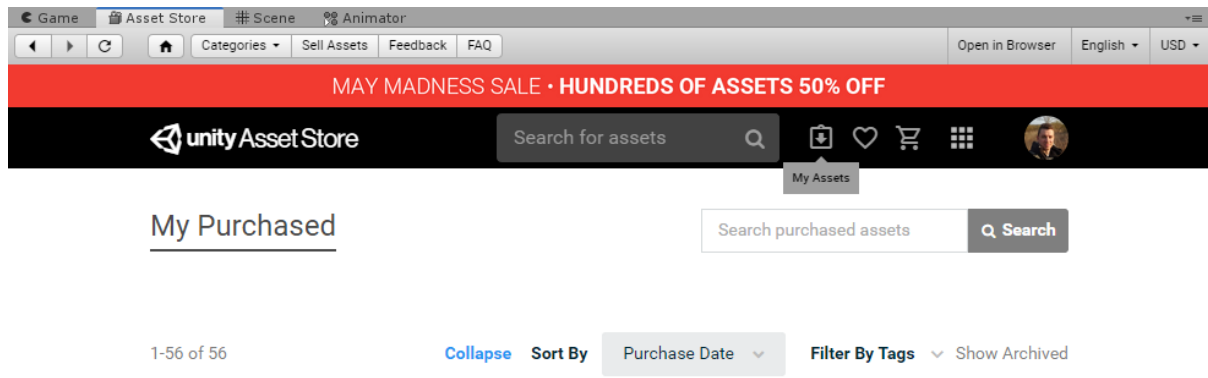 Game Asset Store Scene Animator
Categories Sell Assets Feedback FAQ Open in Browser English USD
MAY MADNESS SALE • HUNDREDS OF ASSETS 50% OFF
unity Asset Store Search for assets
My Assets
My Purchased Search purchased assets Search
1-56 of 56 Collapse Sort By Purchase Date Filter By Tags Show Archived